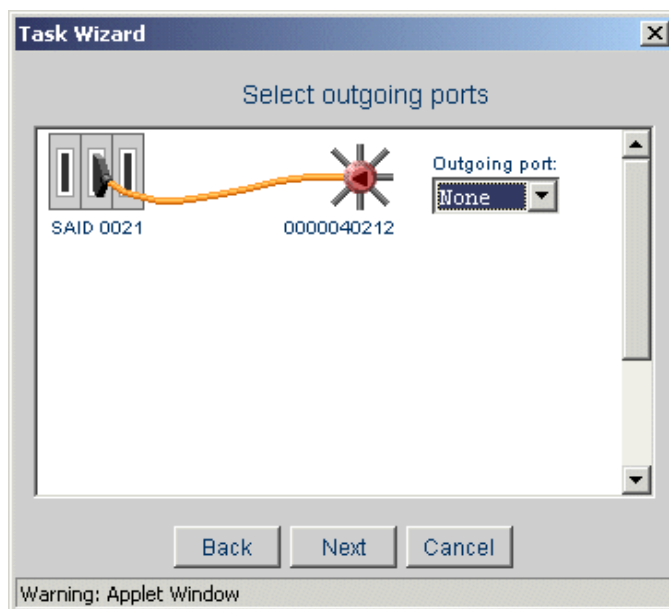 Task Wizard
Select outgoing ports
Outgoing port:
None
SAID 0021
0000040212
Back
Next
Cancel
Warning: Applet Window